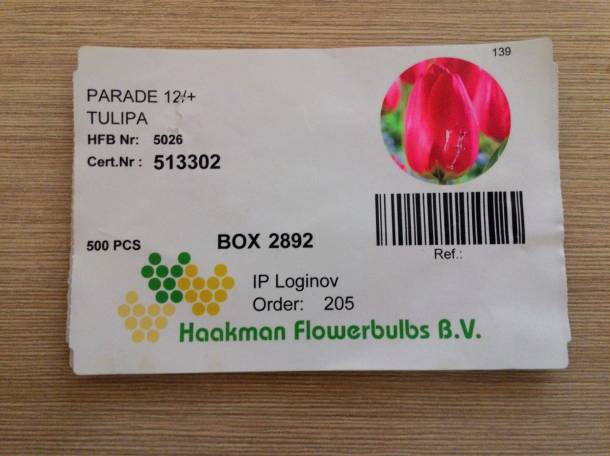 139
PARADE 12/+
TULIPA
HFB Nr: 5026
Cert.Nr : 513302
Ref.:
500 PCS BOX 2892
IP Loginov
Order: 205
Haakman Flowerbulbs B.V.